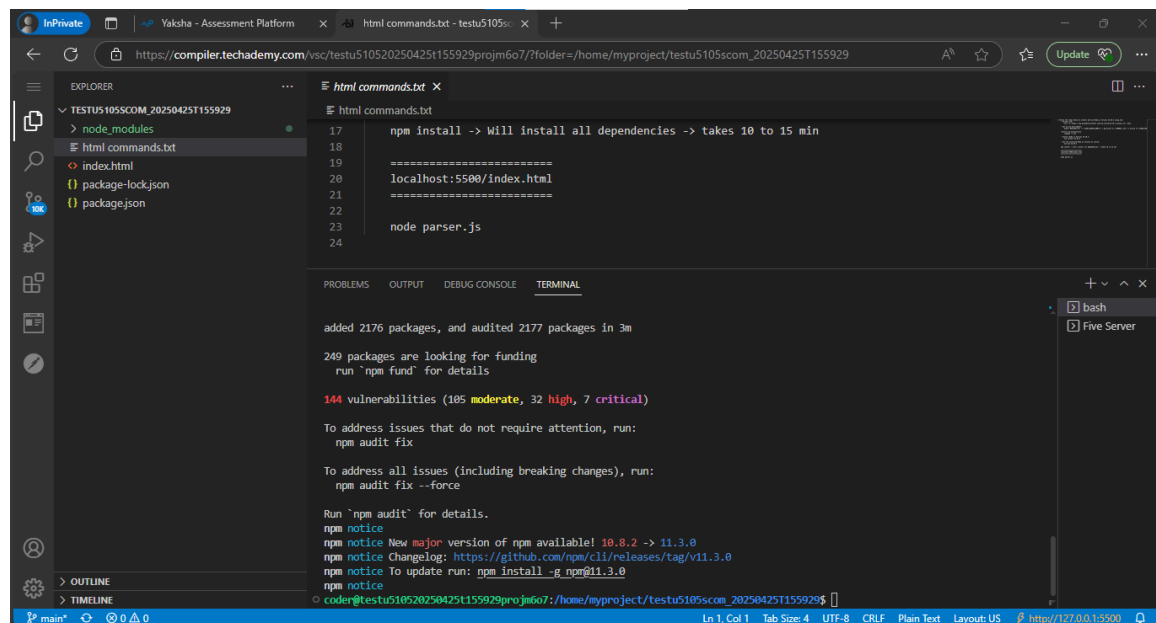 InPrivate
Yaksha - Assessment Platform
html commands.txt - testu5105sc
https://compiler.techademy.com/vsc/testu510520250425t155929projm6o7/?folder=/home/myproject/testu5105scom_20250425T155929
Update
EXPLORER
TESTU5105SCOM_20250425T155929
node_modules
html commands.txt
index.html
package-lock.json
package.json
10K
OUTLINE
TIMELINE
html commands.txt
html commands.txt
17 npm install -> Will install all dependencies -> takes 10 to 15 min
18
19 =========================
20 localhost:5500/index.html
21 =========================
22
23 node parser.js
24
PROBLEMS OUTPUT DEBUG CONSOLE TERMINAL
bash
Five Server
added 2176 packages, and audited 2177 packages in 3m
249 packages are looking for funding
run `npm fund` for details
144 vulnerabilities (105 moderate, 32 high, 7 critical)
To address issues that do not require attention, run:
npm audit fix
To address all issues (including breaking changes), run:
npm audit fix --force
Run `npm audit` for details.
npm notice
npm notice New major version of npm available! 10.8.2 -> 11.3.0
npm notice Changelog: https://github.com/npm/cli/releases/tag/v11.3.0
npm notice To update run: npm install -g npm@11.3.0
npm notice
coder@testu510520250425t155929projm6o7:/home/myproject/testu5105scom_20250425T155929$
main* 0 0 Ln 1, Col 1 Tab Size: 4 UTF-8 CRLF Plain Text Layout: US http://127.0.0.1:5500